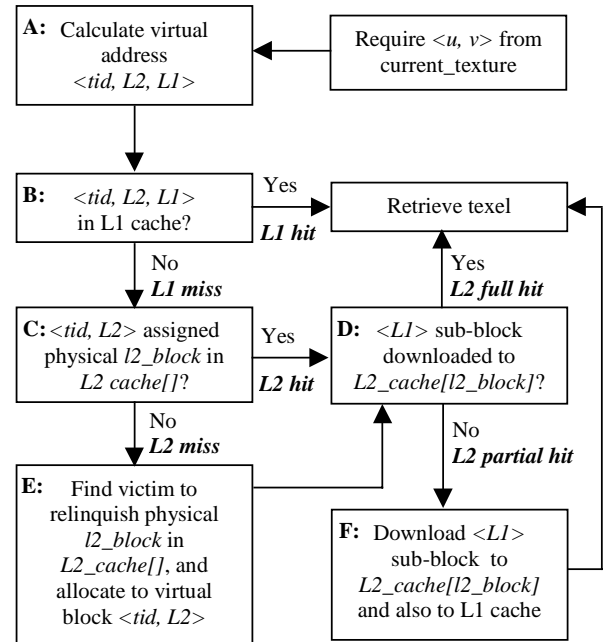 A: Calculate virtual
address
<tid, L2, L1>
Require <u, v> from
current_texture
B: <tid, L2, L1>
in L1 cache?
Yes
L1 hit
Retrieve texel
No
L1 miss
Yes
L2 full hit
C: <tid, L2> assigned
physical l2_block in
L2 cache[]?
Yes
L2 hit
D: <L1> sub-block
downloaded to
L2_cache[l2_block]?
No
L2 miss
No
L2 partial hit
E:
Find victim to
relinquish physical
l2_block in
L2_cache[], and
allocate to virtual
block <tid, L2>
F: Download <L1>
sub-block to
L2_cache[l2_block]
and also to L1 cache